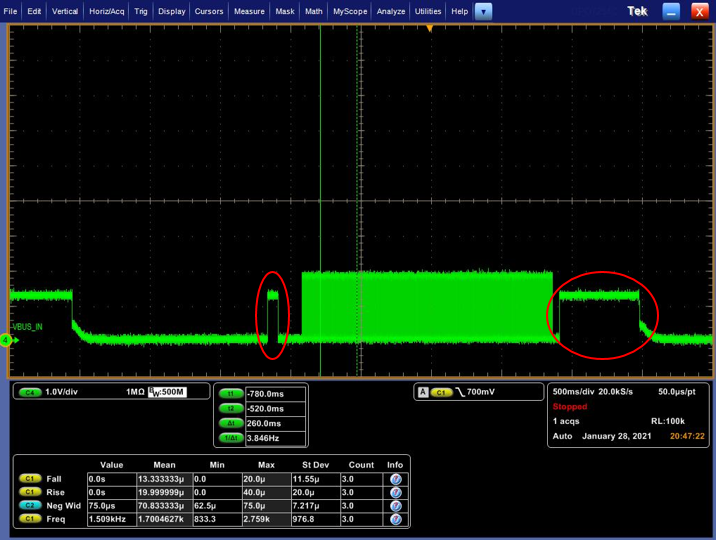 File Edit Vertical Horiz/Acq Trig Display Cursors Measure Mask Math MyScope Analyze Utilities Help Tek X
VBUS_IN
4
C4 1.0V/div 1MΩ BW:500M
t1 -780.0ms
t2 -520.0ms
Δt 260.0ms
1/Δt 3.846Hz
A C1 700mV
500ms/div 20.0kS/s 50.0µs/pt
Stopped
1 acqs RL:100k
Auto January 28, 2021 20:47:22
Value Mean Min Max St Dev Count Info
C1 Fall 0.0s 13.333333µ 0.0 20.0µ 11.55µ 3.0
C1 Rise 0.0s 19.999999µ 0.0 40.0µ 20.0µ 3.0
C2 Neg Wid 75.0µs 70.833333µ 62.5µ 75.0µ 7.217µ 3.0
C1 Freq 1.509kHz 1.7004627k 833.3 2.759k 976.8 3.0